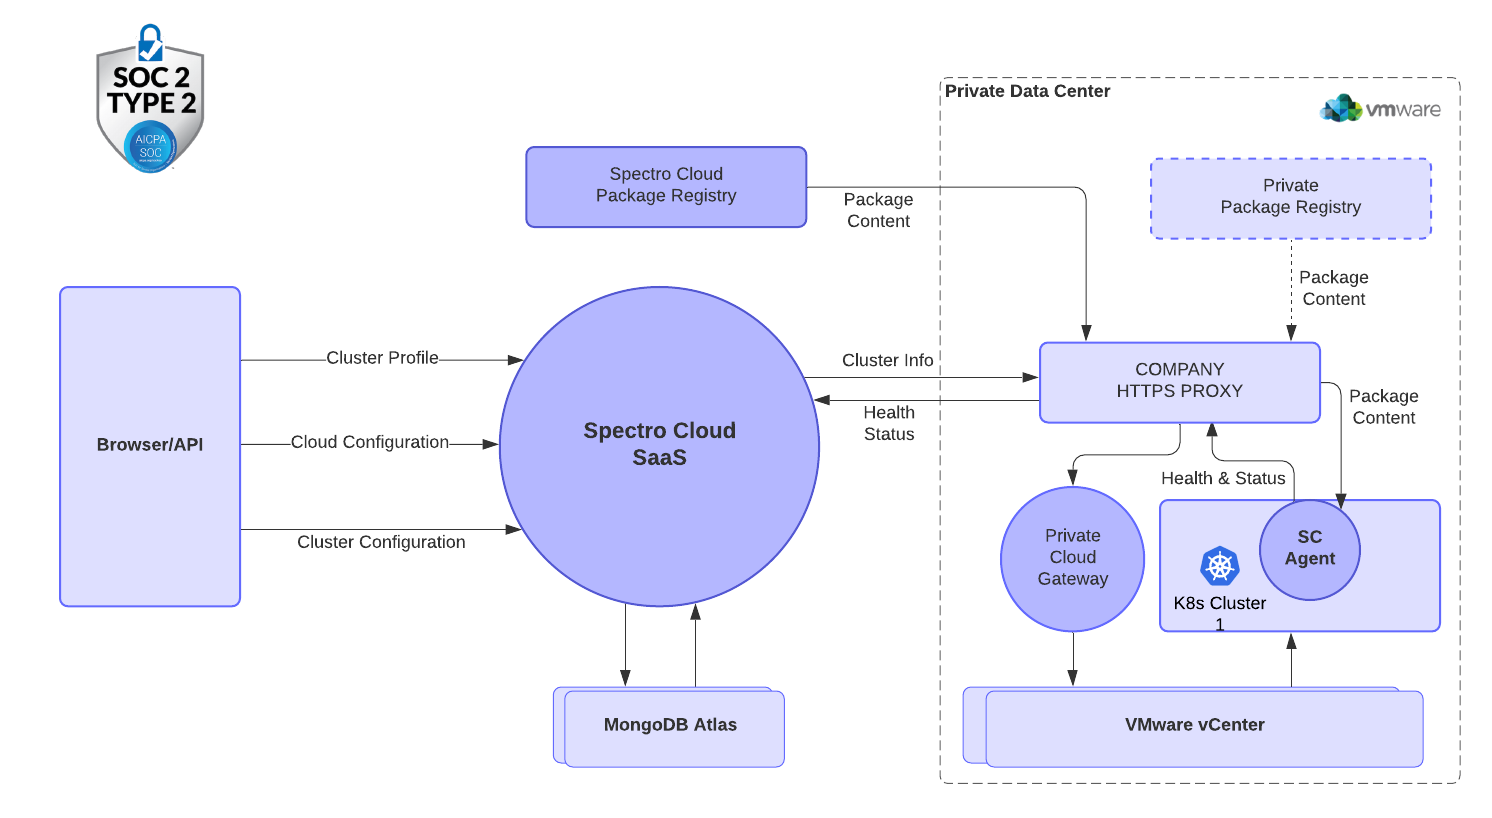 SOC 2
TYPE 2
AICPA
SOC
Private Data Center
vmware
Spectro Cloud
Package Registry
Package
Content
Private
Package Registry
Package
Content
Browser/API
Cluster Profile
Cloud Configuration
Cluster Configuration
Spectro Cloud
SaaS
Cluster Info
Health
Status
COMPANY
HTTPS PROXY
Package
Content
Health & Status
Private
Cloud
Gateway
SC
Agent
K8s Cluster
1
MongoDB Atlas
VMware vCenter